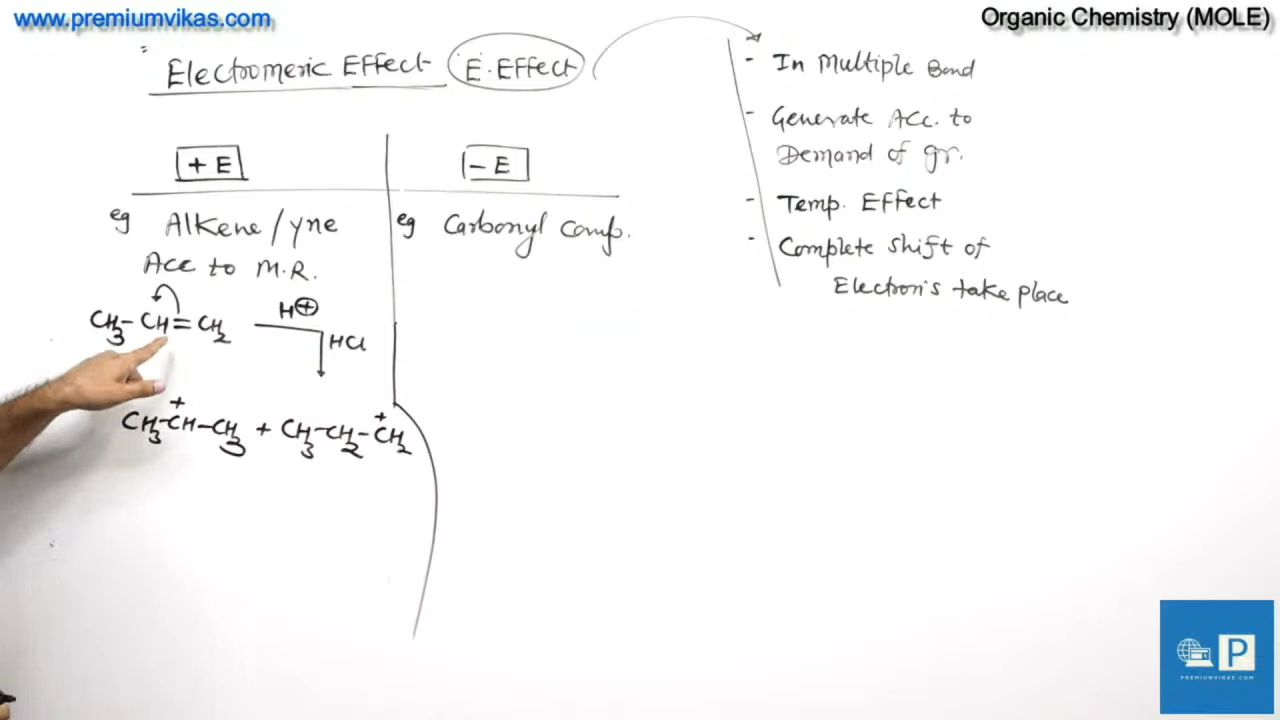 www.premiumvikas.com
Organic Chemistry (MOLE)
Electromeric Effect E. Effect
+ E
eg Alkene/yne
Acc to M.R.
CH3-CH=CH2 H⊕
HCl
CH3-CH+-CH3 + CH3-CH2-CH2+
- E
eg Carbonyl Comp.
- In Multiple Bond
- Generate Acc. to
Demand of gr.
- Temp. Effect
- Complete Shift of
Electron's take place
P
PREMIUMVIKAS.COM